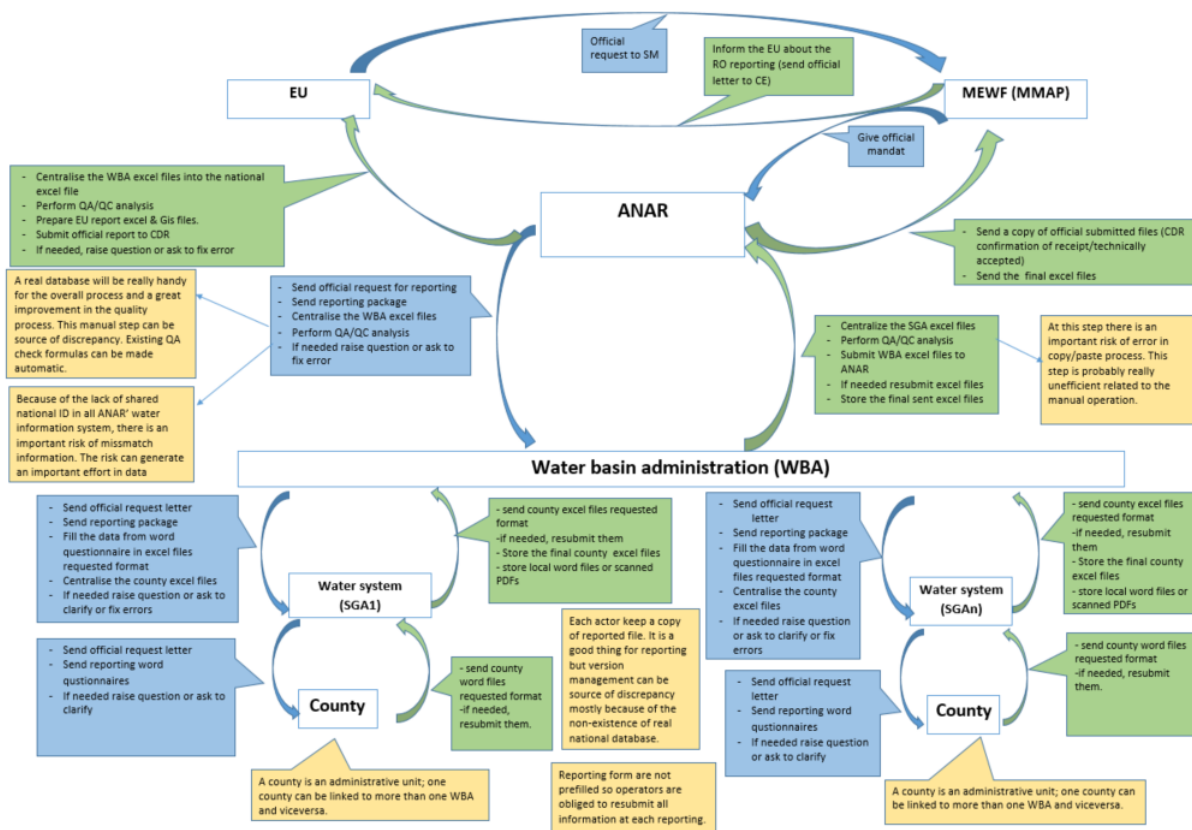 Official
request to SM
Inform the EU about the
RO reporting (send official
letter to CE)
EU
MEWF (MMAP)
Give official
mandat
- Centralise the WBA excel files into the national
excel file
- Perform QA/QC analysis
- Prepare EU report excel & Gis files.
- Submit official report to CDR
- If needed, raise question or ask to fix error
ANAR
- Send a copy of official submitted files (CDR
confirmation of receipt/technically
accepted)
- Send the final excel files
A real database will be really handy
for the overall process and a great
improvement in the quality
process. This manual step can be
source of discrepancy. Existing QA
check formulas can be made
automatic.
- Send official request for reporting
- Send reporting package
- Centralise the WBA excel files
- Perform QA/QC analysis
- If needed raise question or ask to
fix error
- Centralize the SGA excel files
- Perform QA/QC analysis
- Submit WBA excel files to
ANAR
- If needed resubmit excel files
- Store the final sent excel files
At this step there is an
important risk of error in
copy/paste process. This
step is probably really
unefficient related to the
manual operation.
Because of the lack of shared
national ID in all ANAR' water
information system, there is an
important risk of missmatch
information. The risk can generate
an important effort in data
Water basin administration (WBA)
- Send official request letter
- Send reporting package
- Fill the data from word
questionnaire in excel files
requested format
- Centralise the county excel files
- If needed raise question or ask to
clarify or fix errors
- send county excel files requested
format
-if needed, resubmit them
- Store the final county excel files
- store local word files or scanned
PDFs
Water system
(SGA1)
- Send official request
letter
- Send reporting package
- Fill the data from word
questionnaire in excel
files requested format
- Centralise the county
excel files
- If needed raise question
or ask to clarify or fix
errors
- send county excel files
requested format
-if needed, resubmit
them
- Store the final county
excel files
- store local word files or
scanned PDFs
Water system
(SGAn)
- Send official request letter
- Send reporting word
qustionnaires
- If needed raise question or ask to
clarify
County
- send county
word files
requested format
-if needed,
resubmit them.
Each actor keep a copy
of reported file. It is a
good thing for reporting
but version
management can be
source of discrepancy
mostly because of the
non-existence of real
national database.
- Send official request
letter
- Send reporting word
qustionnaires
- If needed raise question
or ask to clarify
County
- send county word files
requested format
-if needed, resubmit
them.
A county is an administrative unit; one
county can be linked to more than one WBA
and viceversa.
Reporting form are not
prefilled so operators are
obliged to resubmit all
information at each reporting.
A county is an administrative unit; one county can
be linked to more than one WBA and viceversa.